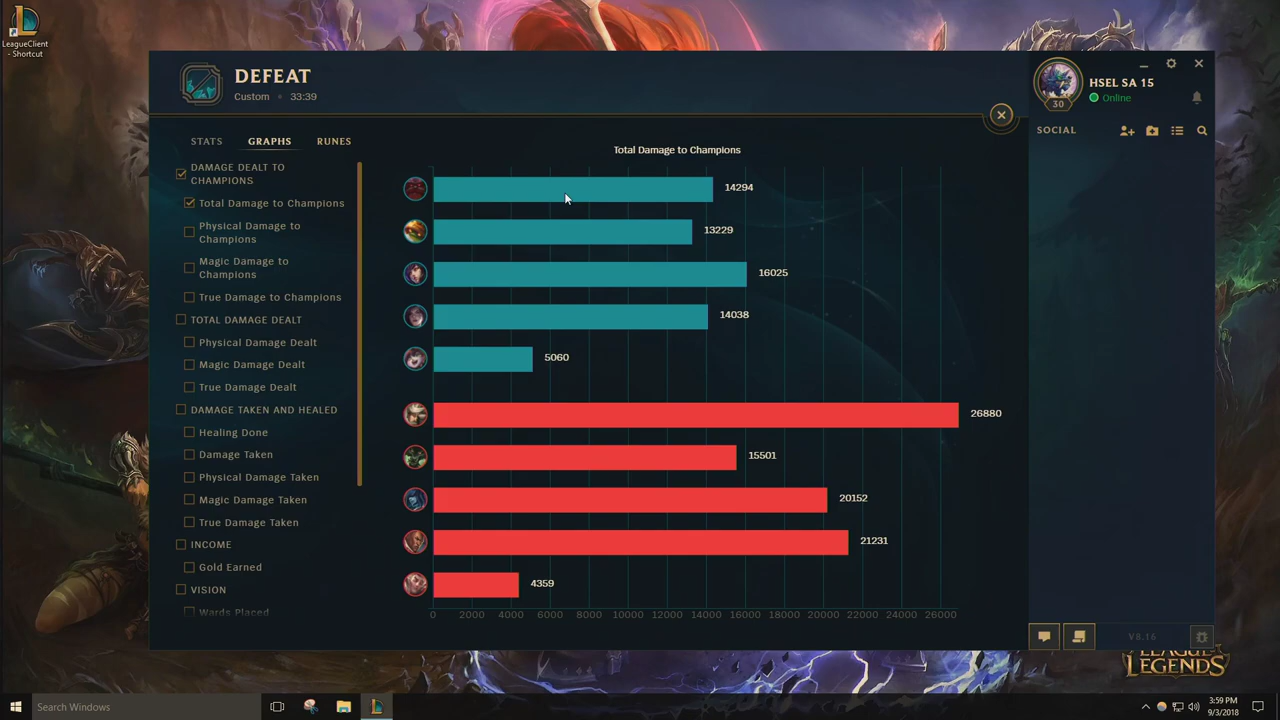 LeagueClient
- Shortcut
DEFEAT
Custom • 33:39
HSEL SA 15
Online
30
SOCIAL
STATS
GRAPHS
RUNES
DAMAGE DEALT TO
CHAMPIONS
Total Damage to Champions
Physical Damage to
Champions
Magic Damage to
Champions
True Damage to Champions
TOTAL DAMAGE DEALT
Physical Damage Dealt
Magic Damage Dealt
True Damage Dealt
DAMAGE TAKEN AND HEALED
Healing Done
Damage Taken
Physical Damage Taken
Magic Damage Taken
True Damage Taken
INCOME
Gold Earned
VISION
Wards Placed
Total Damage to Champions
14294
13229
16025
14038
5060
26880
15501
20152
21231
4359
0 2000 4000 6000 8000 10000 12000 14000 16000 18000 20000 22000 24000 26000
V8.16
LEAGUE OF
LEGENDS
Search Windows
3:59 PM
9/3/2018